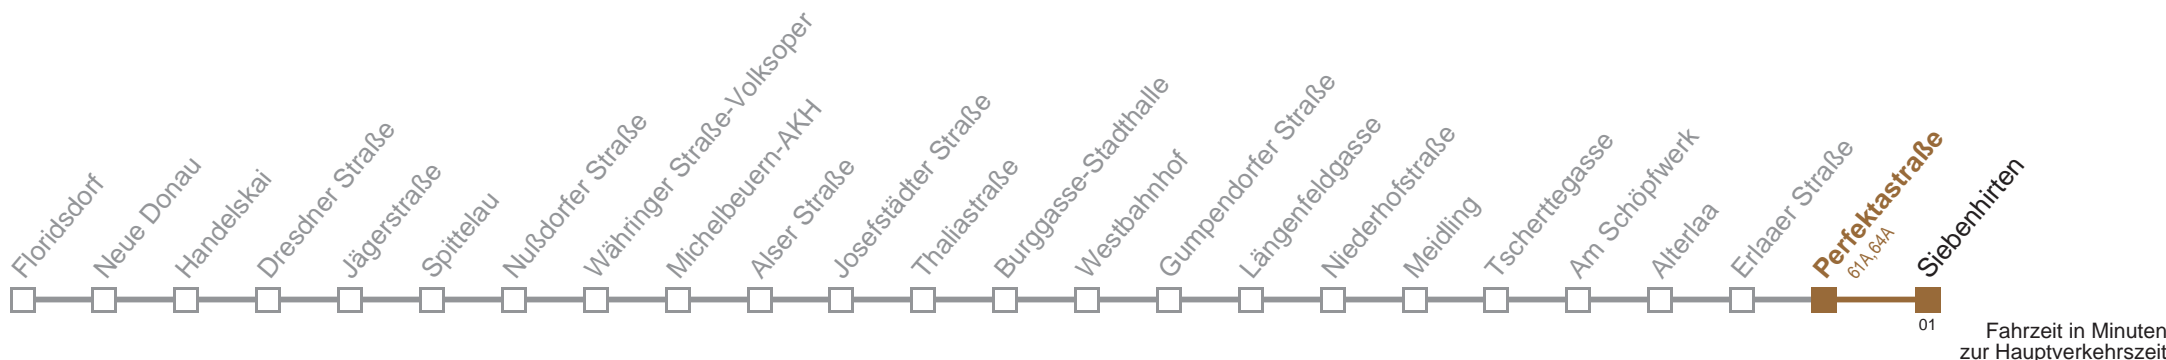 Floridsdorf
Neue Donau
Handelskai
Dresdner Straße
Jägerstraße
Spittelau
Nußdorfer Straße
Währinger Straße-Volksoper
Michelbeuern-AKH
Alser Straße
Josefstädter Straße
Thaliastraße
Burggasse-Stadthalle
Westbahnhof
Gumpendorfer Straße
Längenfeldgasse
Niederhofstraße
Meidling
Tscherttegasse
Am Schöpfwerk
Alterlaa
Erlaaer Straße
Perfektastraße
61A,64A
Siebenhirten
01
Fahrzeit in Minuten
zur Hauptverkehrszeit